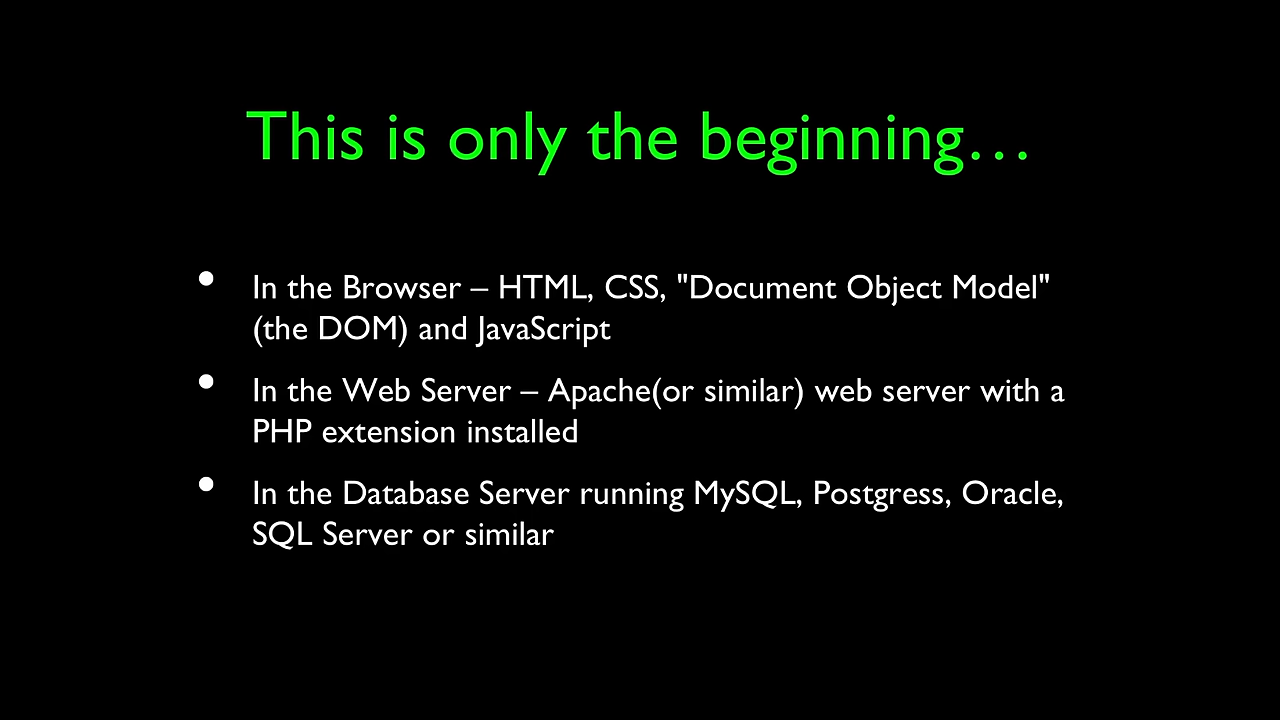 This is only the beginning…
• In the Browser – HTML, CSS, "Document Object Model"
(the DOM) and JavaScript
• In the Web Server – Apache(or similar) web server with a
PHP extension installed
• In the Database Server running MySQL, Postgress, Oracle,
SQL Server or similar